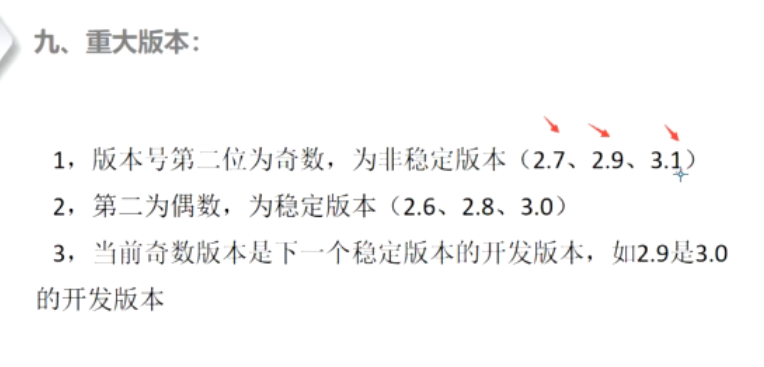 九、重大版本：
1，版本号第二位为奇数，为非稳定版本（2.7、2.9、3.1）
2，第二为偶数，为稳定版本（2.6、2.8、3.0）
3，当前奇数版本是下一个稳定版本的开发版本，如2.9是3.0
的开发版本